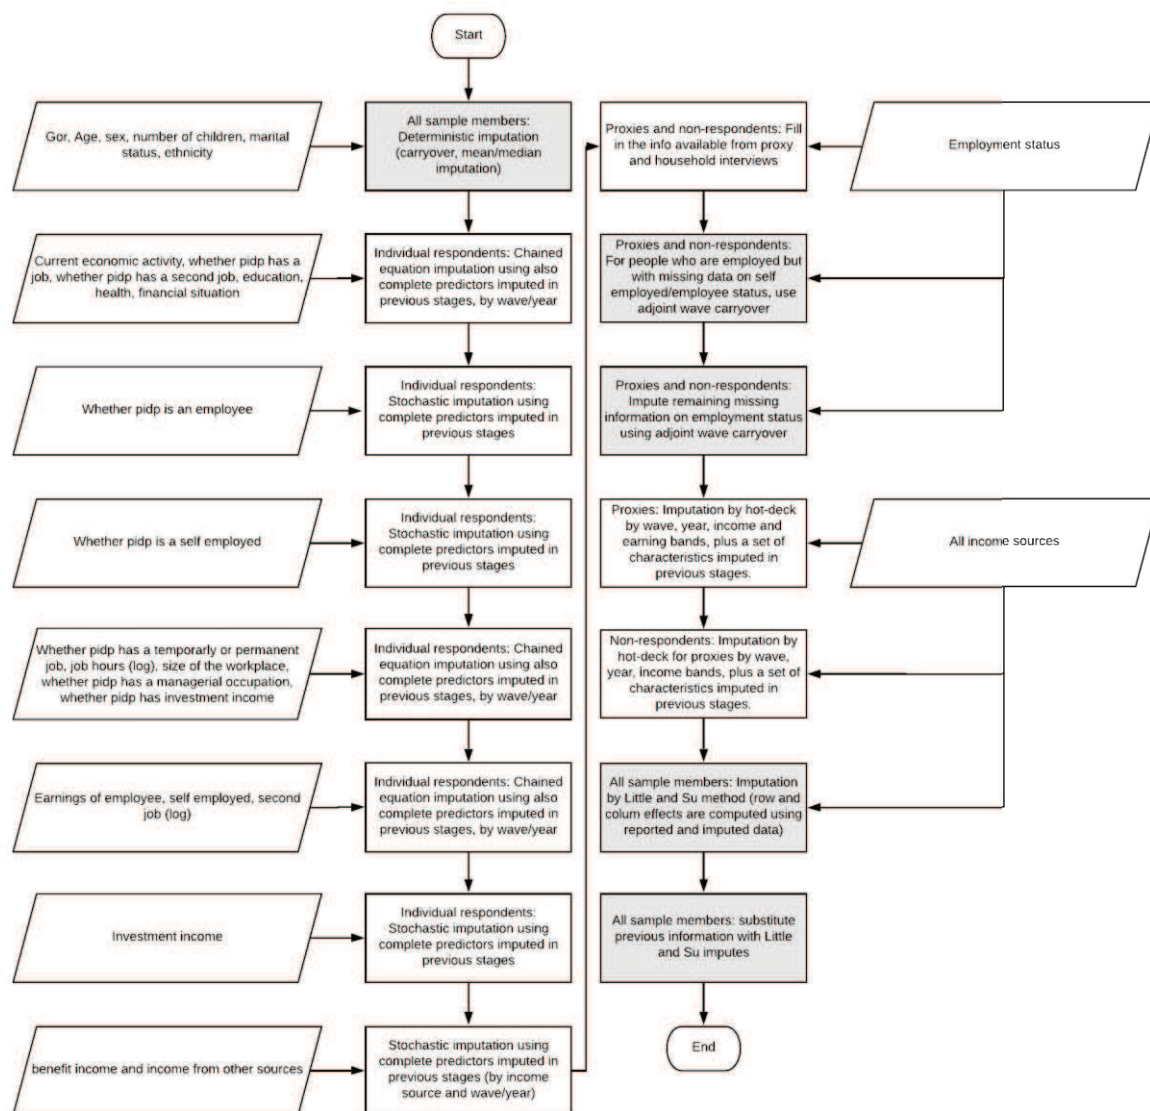 Start
Gor, Age, sex, number of children, marital
status, ethnicity
All sample members:
Deterministic imputation
(carryover, mean/median
imputation)
Proxies and non-respondents: Fill
in the info available from proxy
and household interviews
Employment status
Current economic activity, whether pidp has a
job, whether pidp has a second job, education,
health, financial situation
Individual respondents: Chained
equation imputation using also
complete predictors imputed in
previous stages, by wave/year
Proxies and non-respondents:
For people who are employed but
with missing data on self
employed/employee status, use
adjoint wave carryover
Whether pidp is an employee
Individual respondents:
Stochastic imputation using
complete predictors imputed in
previous stages
Proxies and non-respondents:
Impute remaining missing
information on employment status
using adjoint wave carryover
Whether pidp is a self employed
Individual respondents:
Stochastic imputation using
complete predictors imputed in
previous stages
Proxies: Imputation by hot-deck
by wave, year, income and
earning bands, plus a set of
characteristics imputed in
previous stages.
All income sources
Whether pidp has a temporarly or permanent
job, job hours (log), size of the workplace,
whether pidp has a managerial occupation,
whether pidp has investment income
Individual respondents: Chained
equation imputation using also
complete predictors imputed in
previous stages, by wave/year
Non-respondents: Imputation by
hot-deck for proxies by wave,
year, income bands, plus a set of
characteristics imputed in
previous stages.
Earnings of employee, self employed, second
job (log)
Individual respondents: Chained
equation imputation using also
complete predictors imputed in
previous stages, by wave/year
All sample members: Imputation
by Little and Su method (row and
colum effects are computed using
reported and imputed data)
Investment income
Individual respondents:
Stochastic imputation using
complete predictors imputed in
previous stages
All sample members: substitute
previous information with Little
and Su imputes
benefit income and income from other sources
Stochastic imputation using
complete predictors imputed in
previous stages (by income
source and wave/year)
End